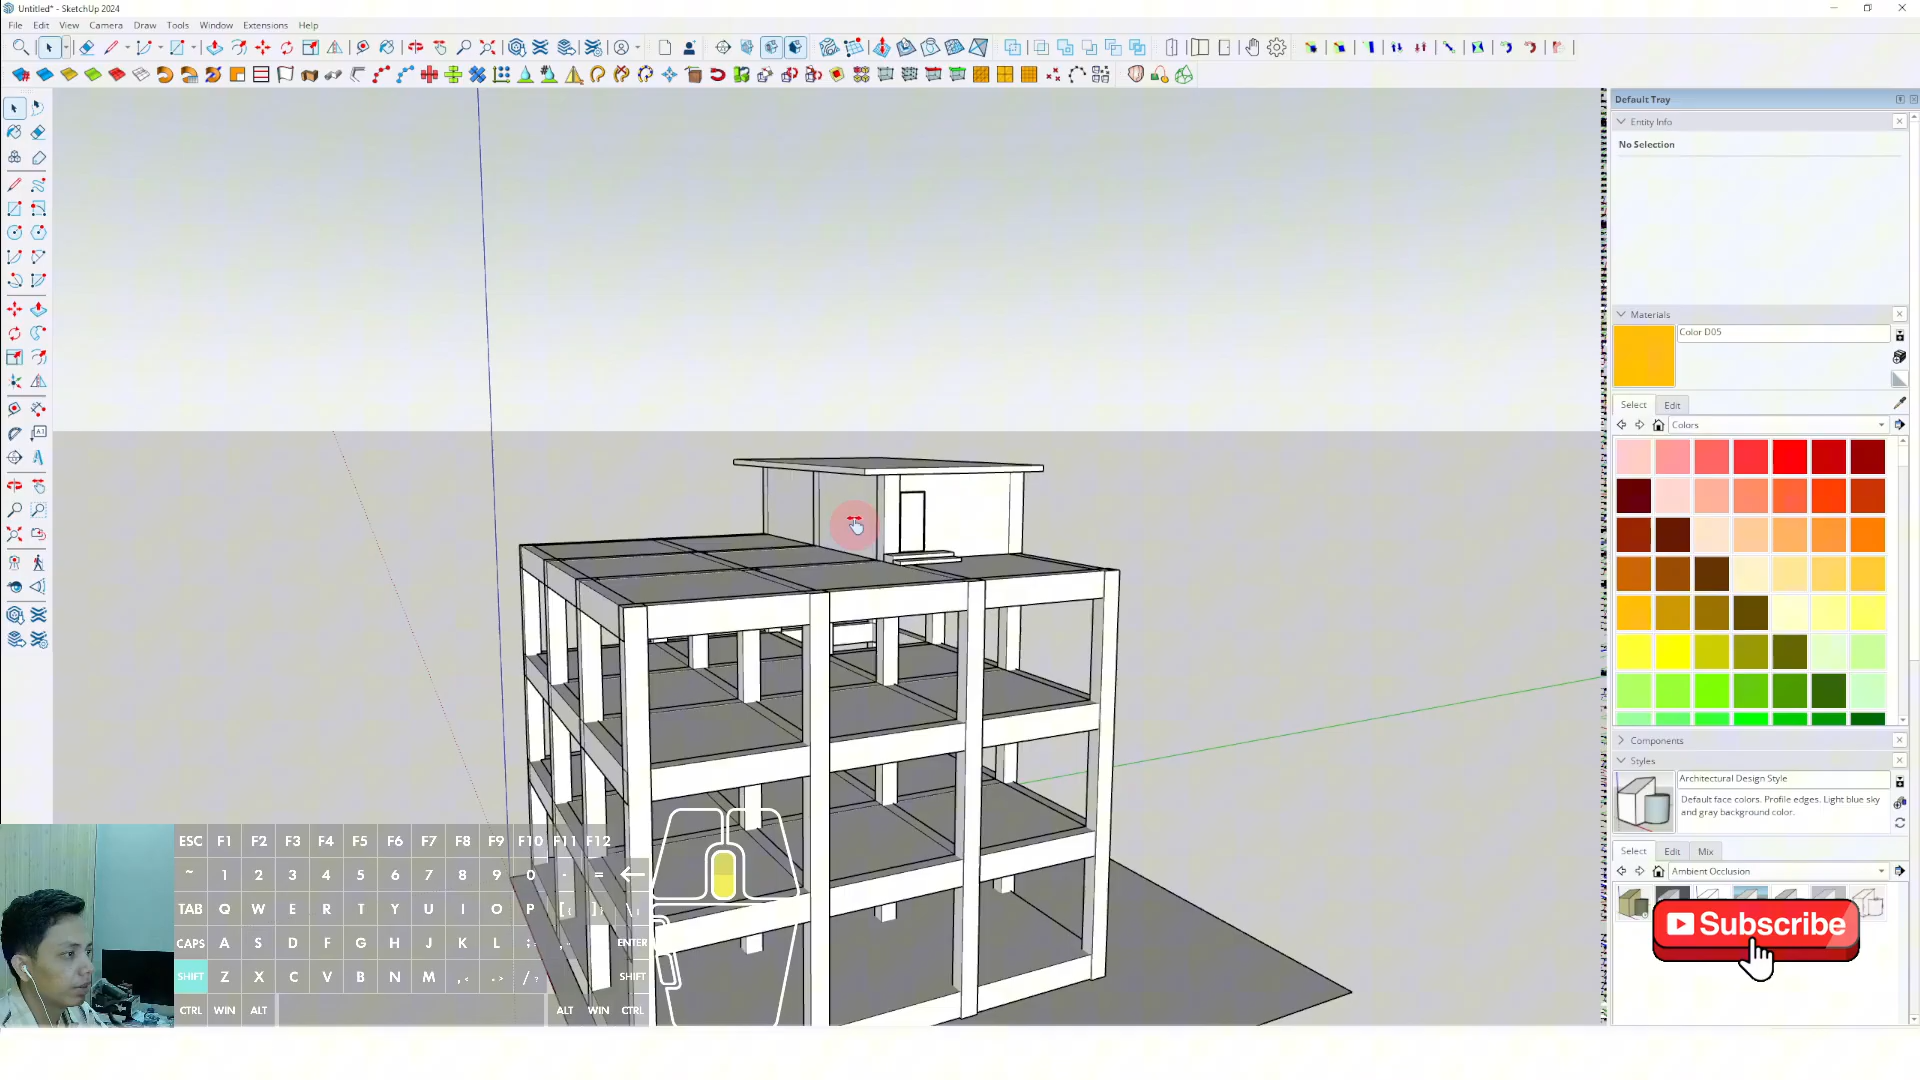 Untitled* - SketchUp 2024
File Edit View Camera Draw Tools Window Extensions Help
Default Tray
Entity Info
No Selection
Materials
Color D05
Select Edit
Colors
Components
Styles
Architectural Design Style
Default face colors. Profile edges. Light blue sky
and gray background color.
Select Edit Mix
Ambient Occlusion
Subscribe
ESC F1 F2 F3 F4 F5 F6 F7 F8 F9 F10 F11 F12
~ 1 2 3 4 5 6 7 8 9 0 - =
TAB Q W E R T Y U I O P [{ ]} \
CAPS A S D F G H J K L ; ENTER
SHIFT Z X C V B N M ,< .> /? SHIFT
CTRL WIN ALT ALT WIN CTRL